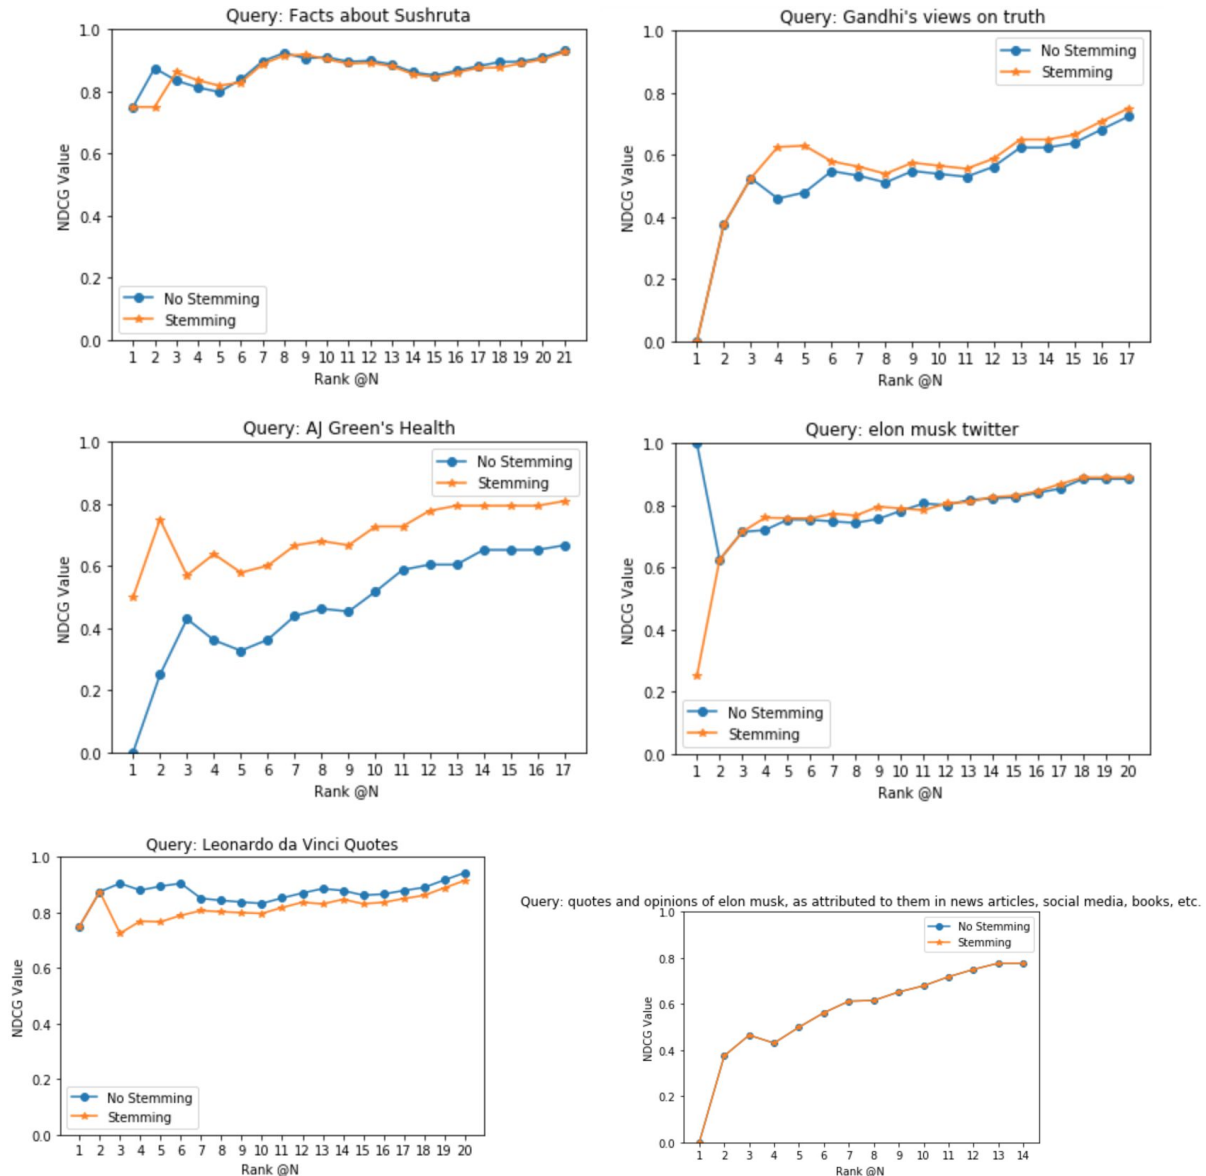 Query: Facts about Sushruta
1.0
0.8
0.6
0.4
0.2
0.0
NDCG Value
No Stemming
Stemming
1 2 3 4 5 6 7 8 9 10 11 12 13 14 15 16 17 18 19 20 21
Rank @N
Query: Gandhi's views on truth
1.0
0.8
0.6
0.4
0.2
0.0
NDCG Value
No Stemming
Stemming
1 2 3 4 5 6 7 8 9 10 11 12 13 14 15 16 17
Rank @N
Query: AJ Green's Health
1.0
0.8
0.6
0.4
0.2
0.0
NDCG Value
No Stemming
Stemming
1 2 3 4 5 6 7 8 9 10 11 12 13 14 15 16 17
Rank @N
Query: elon musk twitter
1.0
0.8
0.6
0.4
0.2
0.0
NDCG Value
No Stemming
Stemming
1 2 3 4 5 6 7 8 9 10 11 12 13 14 15 16 17 18 19 20
Rank @N
Query: Leonardo da Vinci Quotes
1.0
0.8
0.6
0.4
0.2
0.0
NDCG Value
No Stemming
Stemming
1 2 3 4 5 6 7 8 9 10 11 12 13 14 15 16 17 18 19 20
Rank @N
Query: quotes and opinions of elon musk, as attributed to them in news articles, social media, books, etc.
1.0
0.8
0.6
0.4
0.2
0.0
NDCG Value
No Stemming
Stemming
1 2 3 4 5 6 7 8 9 10 11 12 13 14
Rank @N